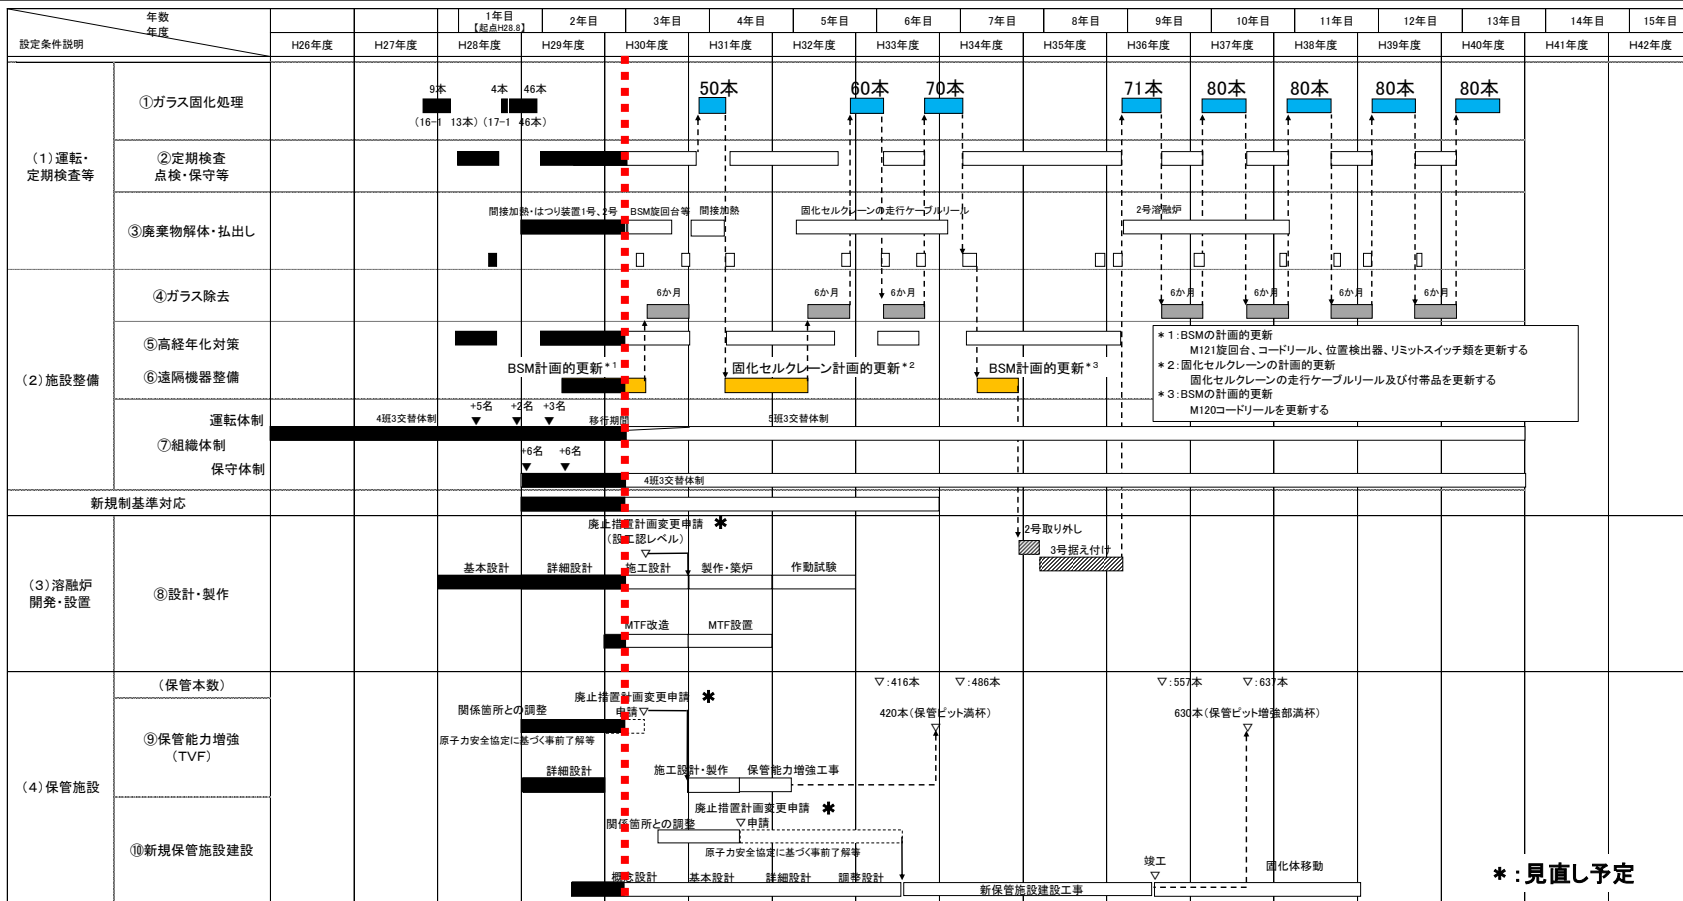 年数
1年目 2年目 3年目 4年目 5年目 6年目 7年目 8年目 9年目 10年目 11年目 12年目 13年目 14年目 15年目
【起点H28.8】
年度
設定条件説明
H26年度 H27年度 H28年度 H29年度 H30年度 H31年度 H32年度 H33年度 H34年度 H35年度 H36年度 H37年度 H38年度 H39年度 H40年度 H41年度 H42年度
(1)運転・
定期検査等
①ガラス固化処理
9本 4本 46本 50本 60本 70本 71本 80本 80本 80本 80本
(16-1 13本) (17-1 46本)
②定期検査
点検・保守等
③廃棄物解体・払出し
間接加熱・はつり装置1号、2号 BSM旋回台等 間接加熱 固化セルクレーンの走行ケーブルリール 2号溶融炉
(2)施設整備
④ガラス除去
6か月 6か月 6か月 6か月 6か月 6か月 6か月
⑤高経年化対策
⑥遠隔機器整備
BSM計画的更新*1 固化セルクレーン計画的更新*2 BSM計画的更新*3
*1:BSMの計画的更新
M121旋回台、コードリール、位置検出器、リミットスイッチ類を更新する
*2:固化セルクレーンの計画的更新
固化セルクレーンの走行ケーブルリール及び付帯品を更新する
*3:BSMの計画的更新
M120コードリールを更新する
⑦組織体制
運転体制
4班3交替体制 +5名 +2名 +3名 移行期間 5班3交替体制
▼ ▼ ▼
保守体制
+6名 +6名
▼ ▼
4班3交替体制
新規制基準対応
(3)溶融炉
開発・設置
⑧設計・製作
廃止措置計画変更申請 *
(設工認レベル)
▽
基本設計 詳細設計 施工設計 製作・築炉 作動試験
2号取り外し
3号据え付け
MTF改造 MTF設置
(4)保管施設
(保管本数)
▽:416本 ▽:486本 ▽:557本 ▽:637本
⑨保管能力増強
(TVF)
廃止措置計画変更申請 *
関係箇所との調整 申請▽
原子力安全協定に基づく事前了解等
420本(保管ピット満杯) 630本(保管ピット増強部満杯)
▽ ▽
詳細設計 施工設計・製作 保管能力増強工事
⑩新規保管施設建設
廃止措置計画変更申請 *
関係箇所との調整 ▽申請
原子力安全協定に基づく事前了解等
概念設計 基本設計 詳細設計 調整設計
新保管施設建設工事
竣工
▽
固化体移動
*:見直し予定